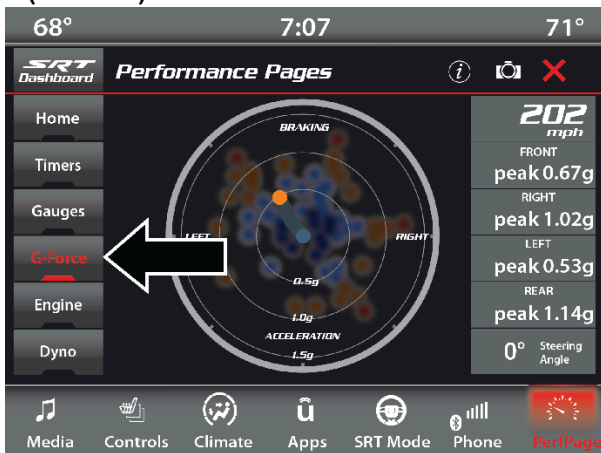 68° 7:07 71°
SRT
Dashboard
Performance Pages
i
Home
Timers
Gauges
G-Force
Engine
Dyno
BRAKING
LEFT
RIGHT
0.5g
1.0g
ACCELERATION
1.5g
202
mph
FRONT
peak 0.67g
RIGHT
peak 1.02g
LEFT
peak 0.53g
REAR
peak 1.14g
0° Steering
Angle
Media Controls Climate Apps SRT Mode Phone PerfPage